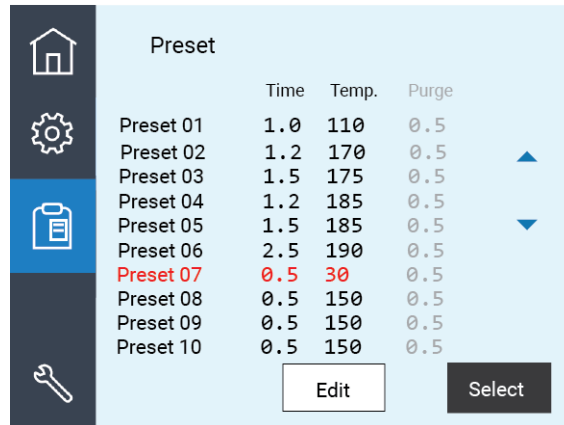 Preset
Time Temp. Purge
Preset 01 1.0 110 0.5
Preset 02 1.2 170 0.5
Preset 03 1.5 175 0.5
Preset 04 1.2 185 0.5
Preset 05 1.5 185 0.5
Preset 06 2.5 190 0.5
Preset 07 0.5 30 0.5
Preset 08 0.5 150 0.5
Preset 09 0.5 150 0.5
Preset 10 0.5 150 0.5
Edit Select